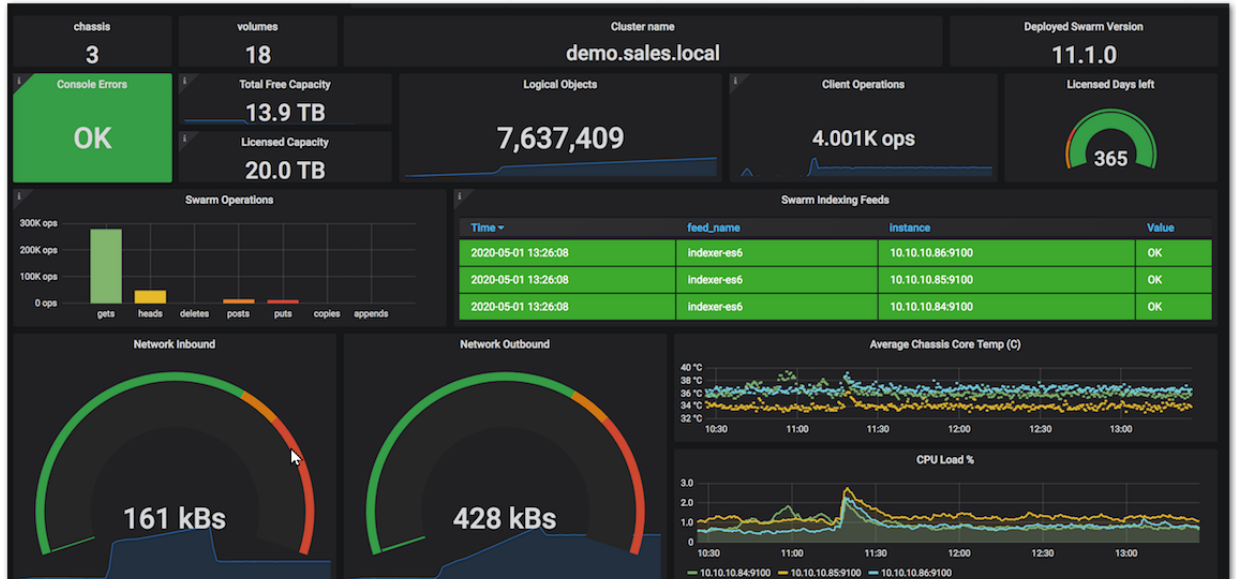 chassis
3
volumes
18
Cluster name
demo.sales.local
Deployed Swarm Version
11.1.0
i
Console Errors
OK
i
Total Free Capacity
13.9 TB
i
Licensed Capacity
20.0 TB
Logical Objects
7,637,409
i
Client Operations
4.001K ops
Licensed Days left
365
i
Swarm Operations
300K ops
200K ops
100K ops
0 ops
gets heads deletes posts puts copies appends
i
Swarm Indexing Feeds
Time feed_name instance Value
2020-05-01 13:26:08 indexer-es6 10.10.10.86:9100 OK
2020-05-01 13:26:08 indexer-es6 10.10.10.85:9100 OK
2020-05-01 13:26:08 indexer-es6 10.10.10.84:9100 OK
Network Inbound
161 kBs
Network Outbound
428 kBs
Average Chassis Core Temp (C)
40 °C
38 °C
36 °C
34 °C
32 °C
10:30 11:00 11:30 12:00 12:30 13:00
CPU Load %
3.0
2.0
1.0
0
10:30 11:00 11:30 12:00 12:30 13:00
10.10.10.84:9100 10.10.10.85:9100 10.10.10.86:9100